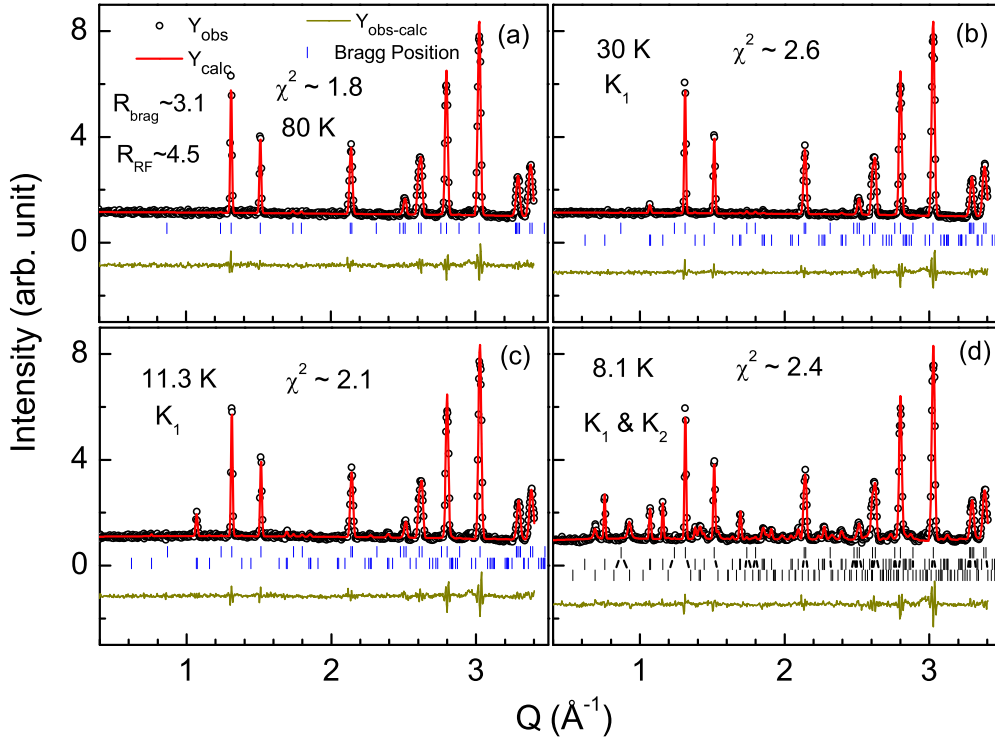 Y_obs
Y_calc
Y_obs-calc
Bragg Position
(a)
R_brag~3.1
χ² ~ 1.8
80 K
R_RF~4.5
(b)
30 K
χ² ~ 2.6
K₁
(c)
11.3 K
χ² ~ 2.1
K₁
(d)
8.1 K
χ² ~ 2.4
K₁ & K₂
8
4
0
8
4
0
1 2 3
1 2 3
Intensity (arb. unit)
Q (Å⁻¹)